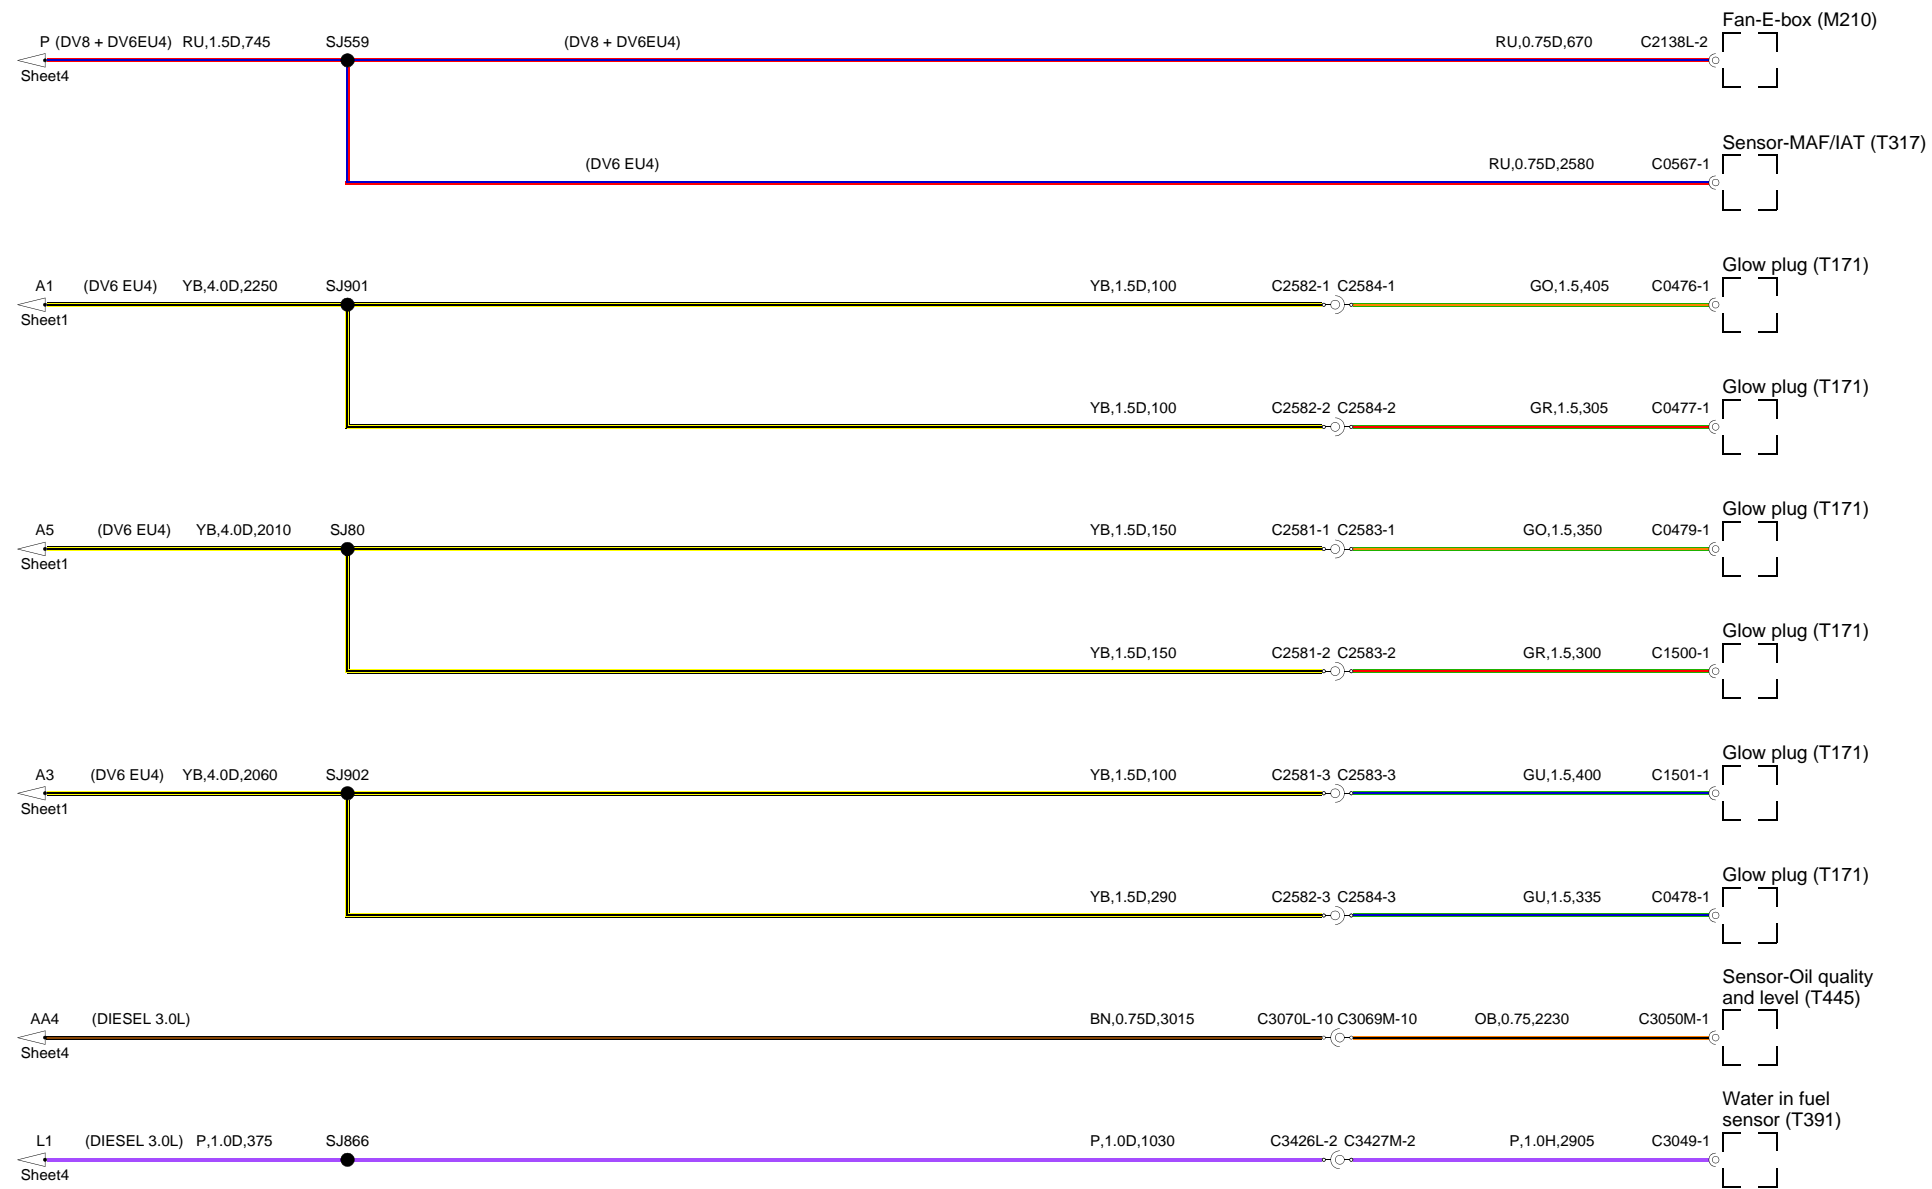 Fan-E-box (M210)
P (DV8 + DV6EU4) RU,1.5D,745 SJ559 (DV8 + DV6EU4) RU,0.75D,670 C2138L-2
Sheet4
Sensor-MAF/IAT (T317)
(DV6 EU4) RU,0.75D,2580 C0567-1
Glow plug (T171)
A1 (DV6 EU4) YB,4.0D,2250 SJ901 YB,1.5D,100 C2582-1 C2584-1 GO,1.5,405 C0476-1
Sheet1
Glow plug (T171)
YB,1.5D,100 C2582-2 C2584-2 GR,1.5,305 C0477-1
Glow plug (T171)
A5 (DV6 EU4) YB,4.0D,2010 SJ80 YB,1.5D,150 C2581-1 C2583-1 GO,1.5,350 C0479-1
Sheet1
Glow plug (T171)
YB,1.5D,150 C2581-2 C2583-2 GR,1.5,300 C1500-1
Glow plug (T171)
A3 (DV6 EU4) YB,4.0D,2060 SJ902 YB,1.5D,100 C2581-3 C2583-3 GU,1.5,400 C1501-1
Sheet1
Glow plug (T171)
YB,1.5D,290 C2582-3 C2584-3 GU,1.5,335 C0478-1
Sensor-Oil quality
and level (T445)
AA4 (DIESEL 3.0L) BN,0.75D,3015 C3070L-10 C3069M-10 OB,0.75,2230 C3050M-1
Sheet4
Water in fuel
sensor (T391)
L1 (DIESEL 3.0L) P,1.0D,375 SJ866 P,1.0D,1030 C3426L-2 C3427M-2 P,1.0H,2905 C3049-1
Sheet4